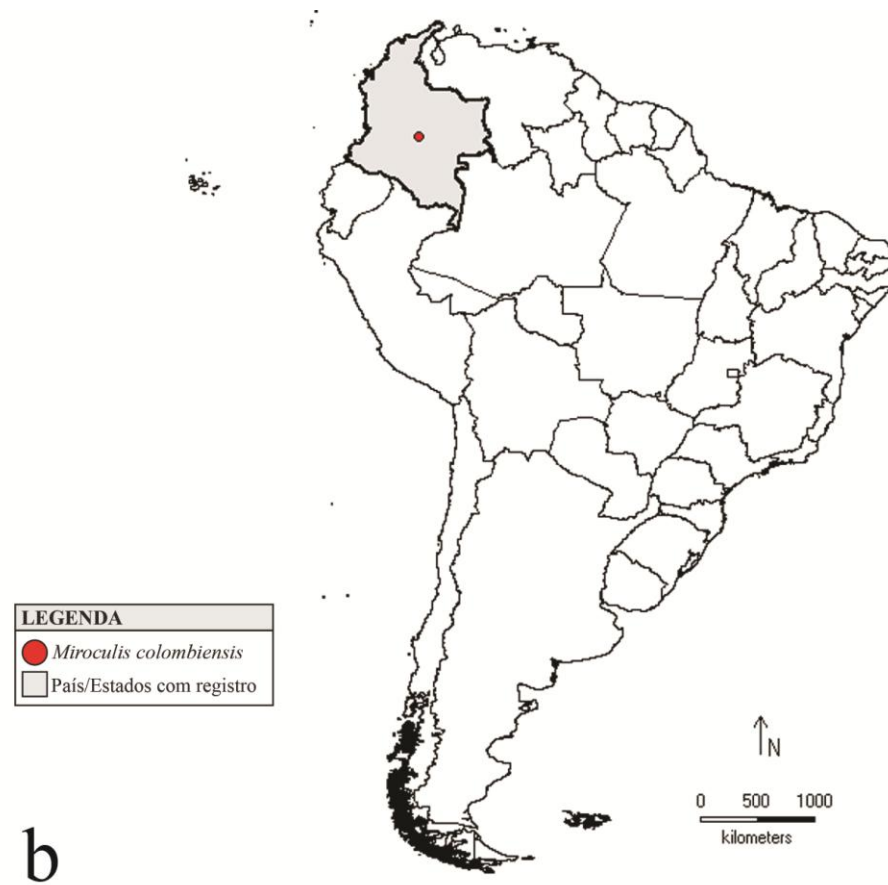 LEGENDA
Miroculis colombiensis
País/Estados com registro
N
0 500 1000
kilometers
b